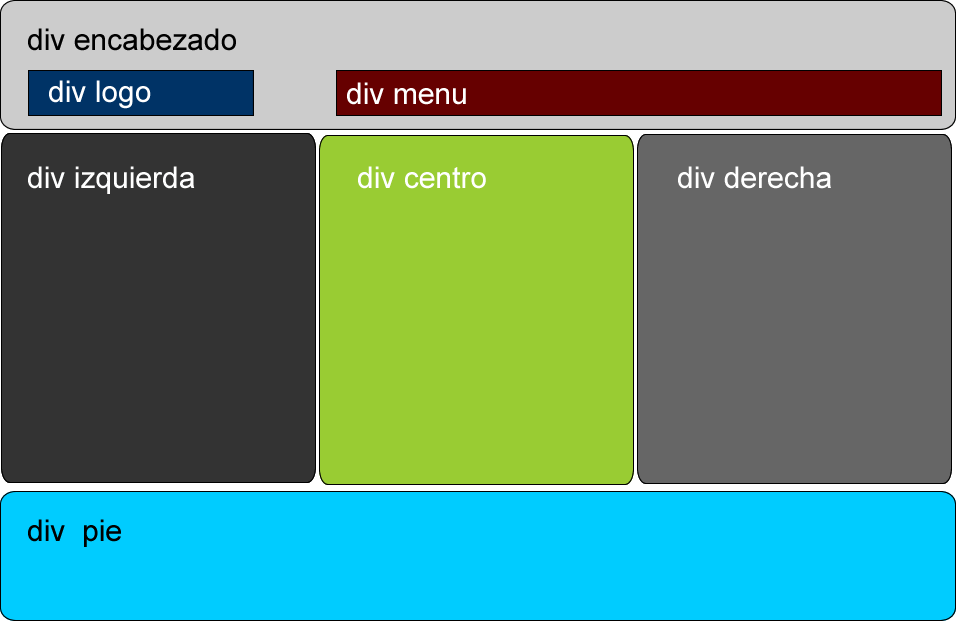 div encabezado
div logo
div menu
div izquierda
div centro
div derecha
div  pie